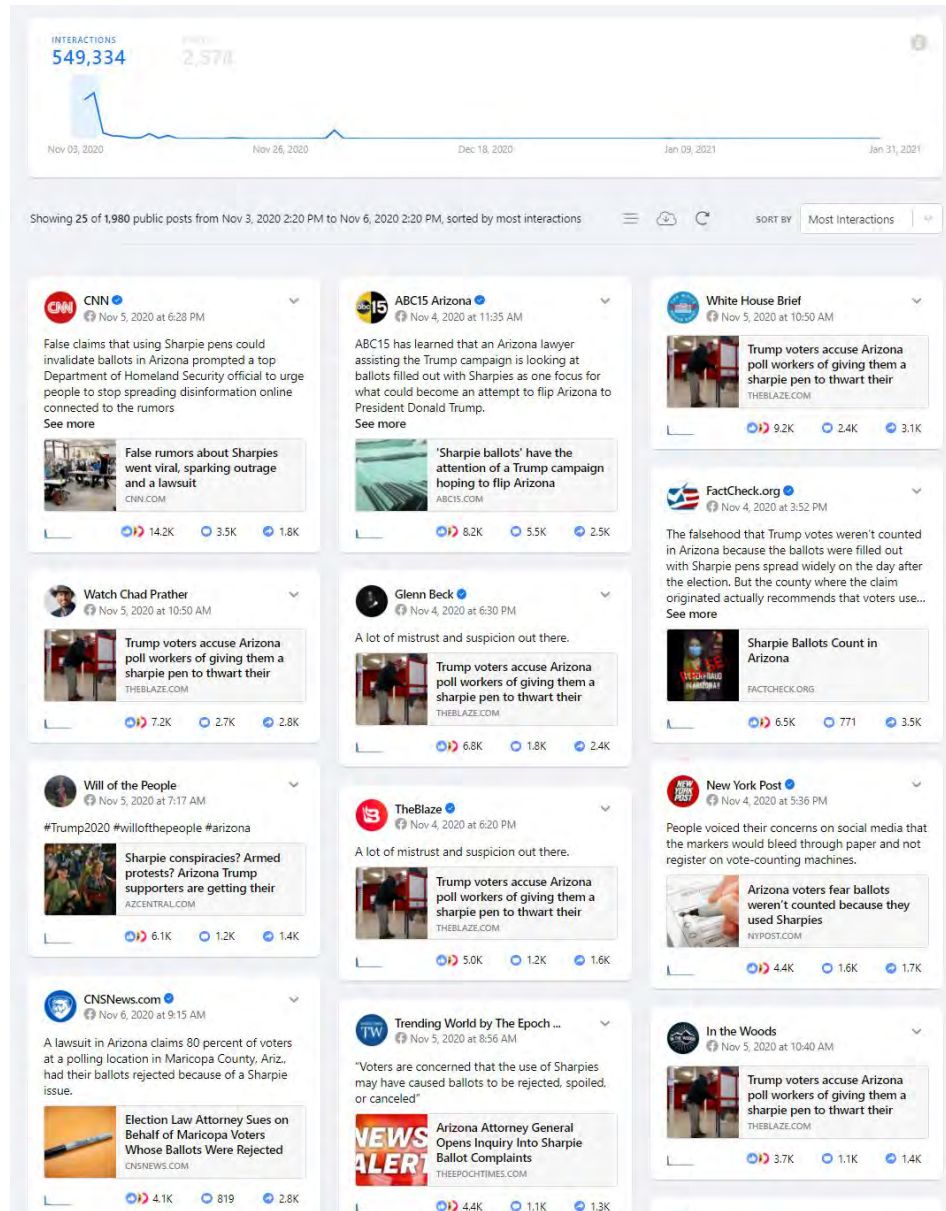 INTERACTIONS
549,334
Nov 03, 2020
Nov 26, 2020
Dec 18, 2020
Jan 09, 2021
Jan 31, 2021
Showing 25 of 1,980 public posts from Nov 3, 2020 2:20 PM to Nov 6, 2020 2:20 PM, sorted by most interactions
SORT BY
Most Interactions
CNN
CNN
Nov 5, 2020 at 6:28 PM
False claims that using Sharpie pens could
invalidate ballots in Arizona prompted a top
Department of Homeland Security official to urge
people to stop spreading disinformation online
connected to the rumors
See more
False rumors about Sharpies
went viral, sparking outrage
and a lawsuit
CNN.COM
14.2K 3.5K 1.8K
Watch Chad Prather
Nov 5, 2020 at 10:50 AM
Trump voters accuse Arizona
poll workers of giving them a
sharpie pen to thwart their
THEBLAZE.COM
7.2K 2.7K 2.8K
Will of the People
Nov 5, 2020 at 7:17 AM
#Trump2020 #willofthepeople #arizona
Sharpie conspiracies? Armed
protests? Arizona Trump
supporters are getting their
AZCENTRAL.COM
6.1K 1.2K 1.4K
CNSNews.com
Nov 6, 2020 at 9:15 AM
A lawsuit in Arizona claims 80 percent of voters
at a polling location in Maricopa County, Ariz.,
had their ballots rejected because of a Sharpie
issue.
Election Law Attorney Sues on
Behalf of Maricopa Voters
Whose Ballots Were Rejected
CNSNEWS.COM
4.1K 819 2.8K
abc15
ABC15 Arizona
Nov 4, 2020 at 11:35 AM
ABC15 has learned that an Arizona lawyer
assisting the Trump campaign is looking at
ballots filled out with Sharpies as one focus for
what could become an attempt to flip Arizona to
President Donald Trump.
See more
'Sharpie ballots' have the
attention of a Trump campaign
hoping to flip Arizona
ABC15.COM
8.2K 5.5K 2.5K
Glenn Beck
Nov 4, 2020 at 6:30 PM
A lot of mistrust and suspicion out there.
Trump voters accuse Arizona
poll workers of giving them a
sharpie pen to thwart their
THEBLAZE.COM
6.8K 1.8K 2.4K
TheBlaze
Nov 4, 2020 at 6:20 PM
A lot of mistrust and suspicion out there.
Trump voters accuse Arizona
poll workers of giving them a
sharpie pen to thwart their
THEBLAZE.COM
5.0K 1.2K 1.6K
TW
Trending World by The Epoch ...
Nov 5, 2020 at 8:56 AM
"Voters are concerned that the use of Sharpies
may have caused ballots to be rejected, spoiled,
or canceled"
NEWS
ALERT
Arizona Attorney General
Opens Inquiry Into Sharpie
Ballot Complaints
THEEPOCHTIMES.COM
4.4K 1.1K 1.3K
White House Brief
Nov 5, 2020 at 10:50 AM
Trump voters accuse Arizona
poll workers of giving them a
sharpie pen to thwart their
THEBLAZE.COM
9.2K 2.4K 3.1K
FactCheck.org
Nov 4, 2020 at 3:52 PM
The falsehood that Trump votes weren't counted
in Arizona because the ballots were filled out
with Sharpie pens spread widely on the day after
the election. But the county where the claim
originated actually recommends that voters use...
See more
Sharpie Ballots Count in
Arizona
FACTCHECK.ORG
6.5K 771 3.5K
NEW
YORK
POST
New York Post
Nov 4, 2020 at 5:36 PM
People voiced their concerns on social media that
the markers would bleed through paper and not
register on vote-counting machines.
Arizona voters fear ballots
weren't counted because they
used Sharpies
NYPOST.COM
4.4K 1.6K 1.7K
In the Woods
Nov 5, 2020 at 10:40 AM
Trump voters accuse Arizona
poll workers of giving them a
sharpie pen to thwart their
THEBLAZE.COM
3.7K 1.1K 1.4K